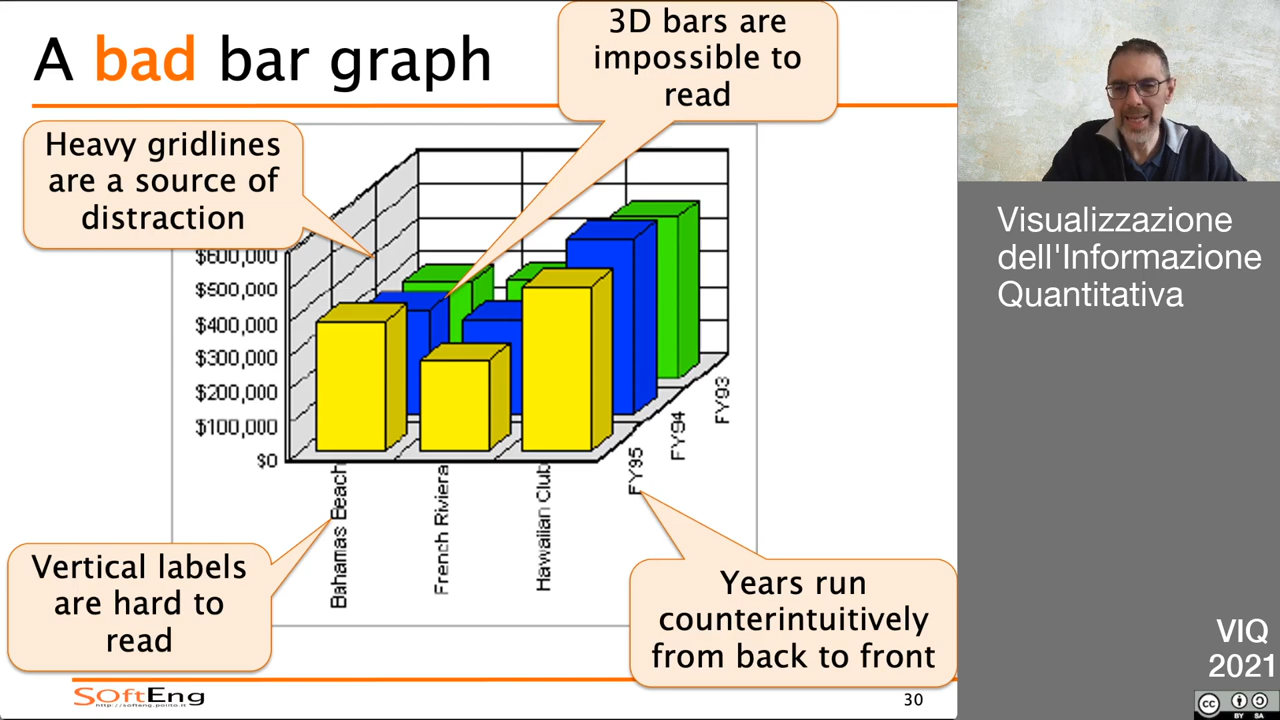 A bad bar graph
3D bars are
impossible to
read
Heavy gridlines
are a source of
distraction
$600,000
$500,000
$400,000
$300,000
$200,000
$100,000
$0
Bahamas Beach
French Riviera
Hawaiian Club
FY95
FY94
FY93
Vertical labels
are hard to
read
Years run
counterintuitively
from back to front
SOftEng
http://softeng.polito.it
30
Visualizzazione
dell'Informazione
Quantitativa
VIQ
2021
CC
BY SA